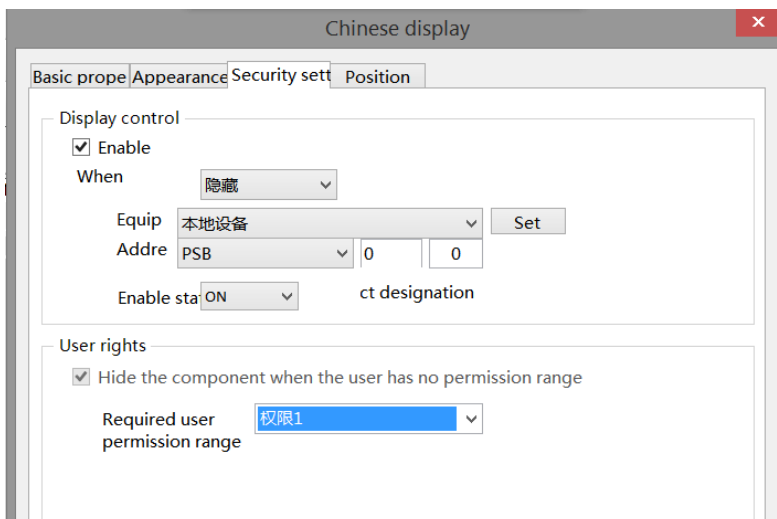 Chinese display
Basic prope Appearance Security sett Position
Display control
Enable
When 隐藏
Equip 本地设备 Set
Addre PSB 0 0
Enable sta ON ct designation
User rights
Hide the component when the user has no permission range
Required user 权限1
permission range